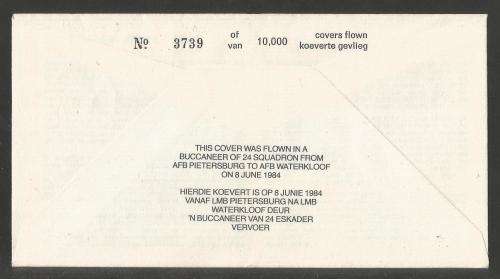 No 3739 of 10,000 covers flown
van koeverte gevlieg
THIS COVER WAS FLOWN IN A
BUCCANEER OF 24 SQUADRON FROM
AFB PIETERSBURG TO AFB WATERKLOOF
ON 8 JUNE 1984
HIERDIE KOEVERT IS OP 8 JUNIE 1984
VANAF LMB PIETERSBURG NA LMB
WATERKLOOF DEUR
'N BUCCANEER VAN 24 ESKADER
VERVOER